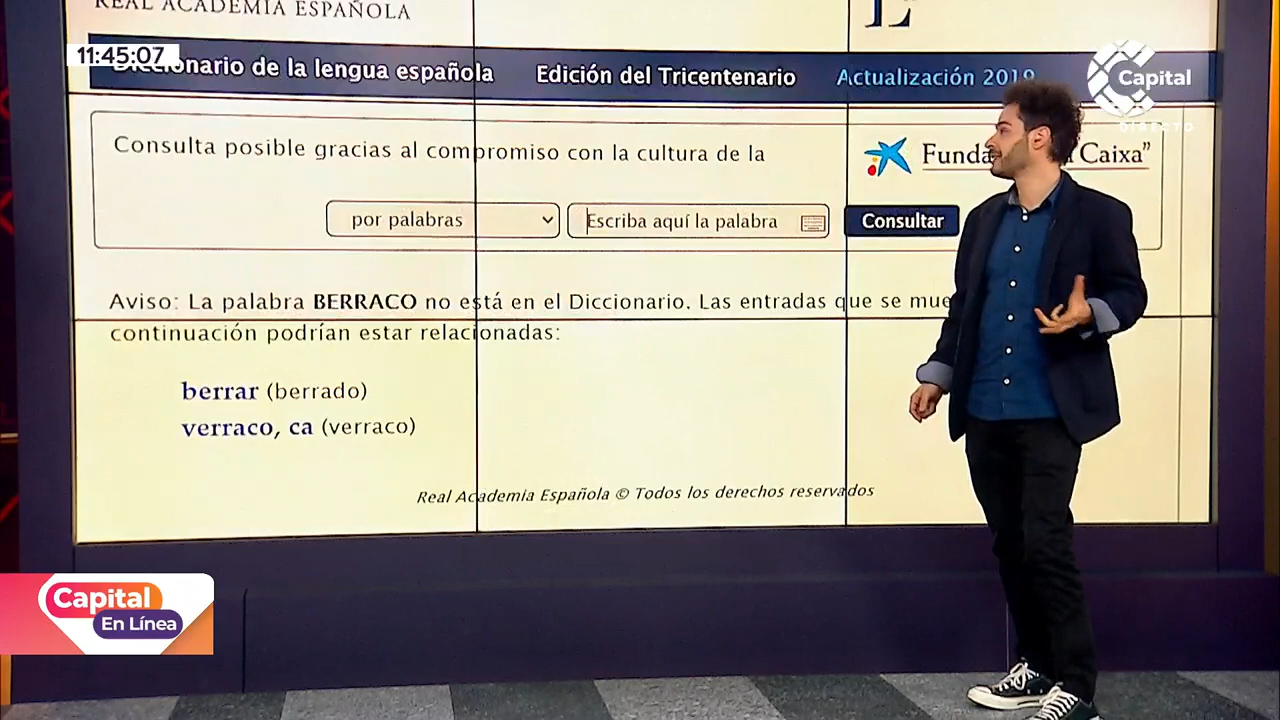 REAL ACADEMIA ESPAÑOLA
11:45:07
Diccionario de la lengua española Edición del Tricentenario Actualización 2019
Capital
DIRECTO
Consulta posible gracias al compromiso con la cultura de la
Caixa”
por palabras
Escriba aquí la palabra
Consultar
Aviso: La palabra BERRACO no está en el Diccionario. Las entradas que se mue
continuación podrían estar relacionadas:
berrar (berrado)
verraco, ca (verraco)
Real Academia Española © Todos los derechos reservados
Capital
En Línea